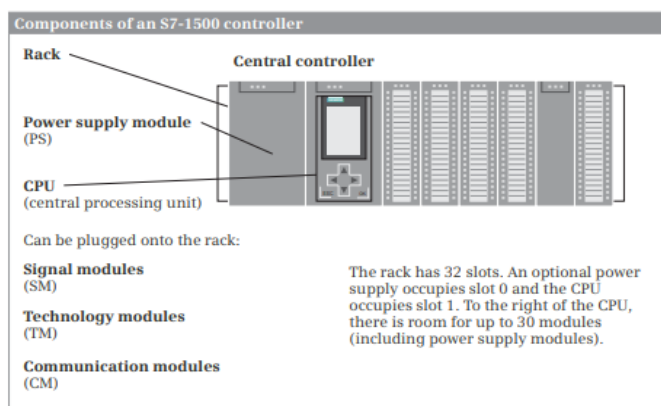 Components of an S7-1500 controller
Rack
Central controller
Power supply module
(PS)
CPU
(central processing unit)
Can be plugged onto the rack:
Signal modules
(SM)
Technology modules
(TM)
Communication modules
(CM)
The rack has 32 slots. An optional power
supply occupies slot 0 and the CPU
occupies slot 1. To the right of the CPU,
there is room for up to 30 modules
(including power supply modules).